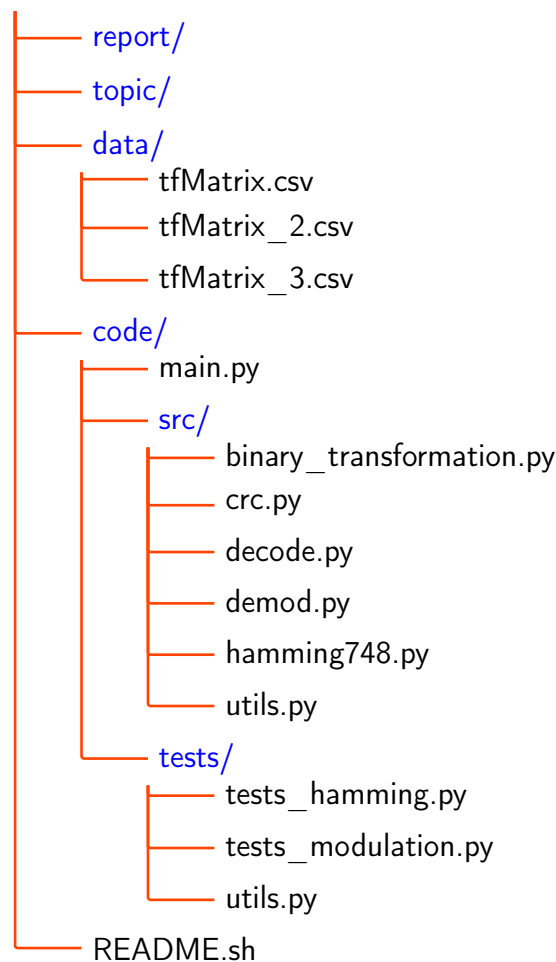 report/
topic/
data/
tfMatrix.csv
tfMatrix_2.csv
tfMatrix_3.csv
code/
main.py
src/
binary_transformation.py
crc.py
decode.py
demod.py
hamming748.py
utils.py
tests/
tests_hamming.py
tests_modulation.py
utils.py
README.sh